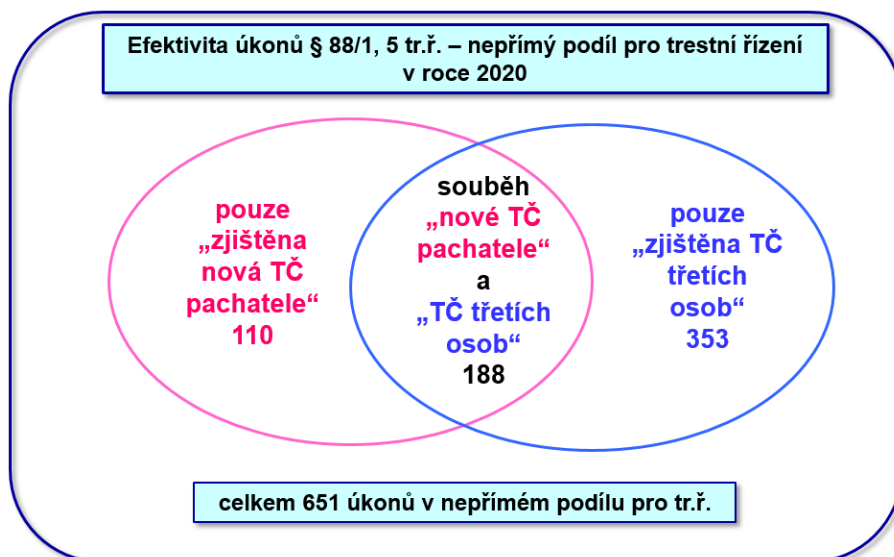 Efektivita úkonů § 88/1, 5 tr.ř. – nepřímý podíl pro trestní řízení
v roce 2020
pouze
„zjištěna
nová TČ
pachatele“
110
souběh
„nové TČ
pachatele“
a
„TČ třetích
osob“
188
pouze
„zjištěna TČ
třetích
osob“
353
celkem 651 úkonů v nepřímém podílu pro tr.ř.